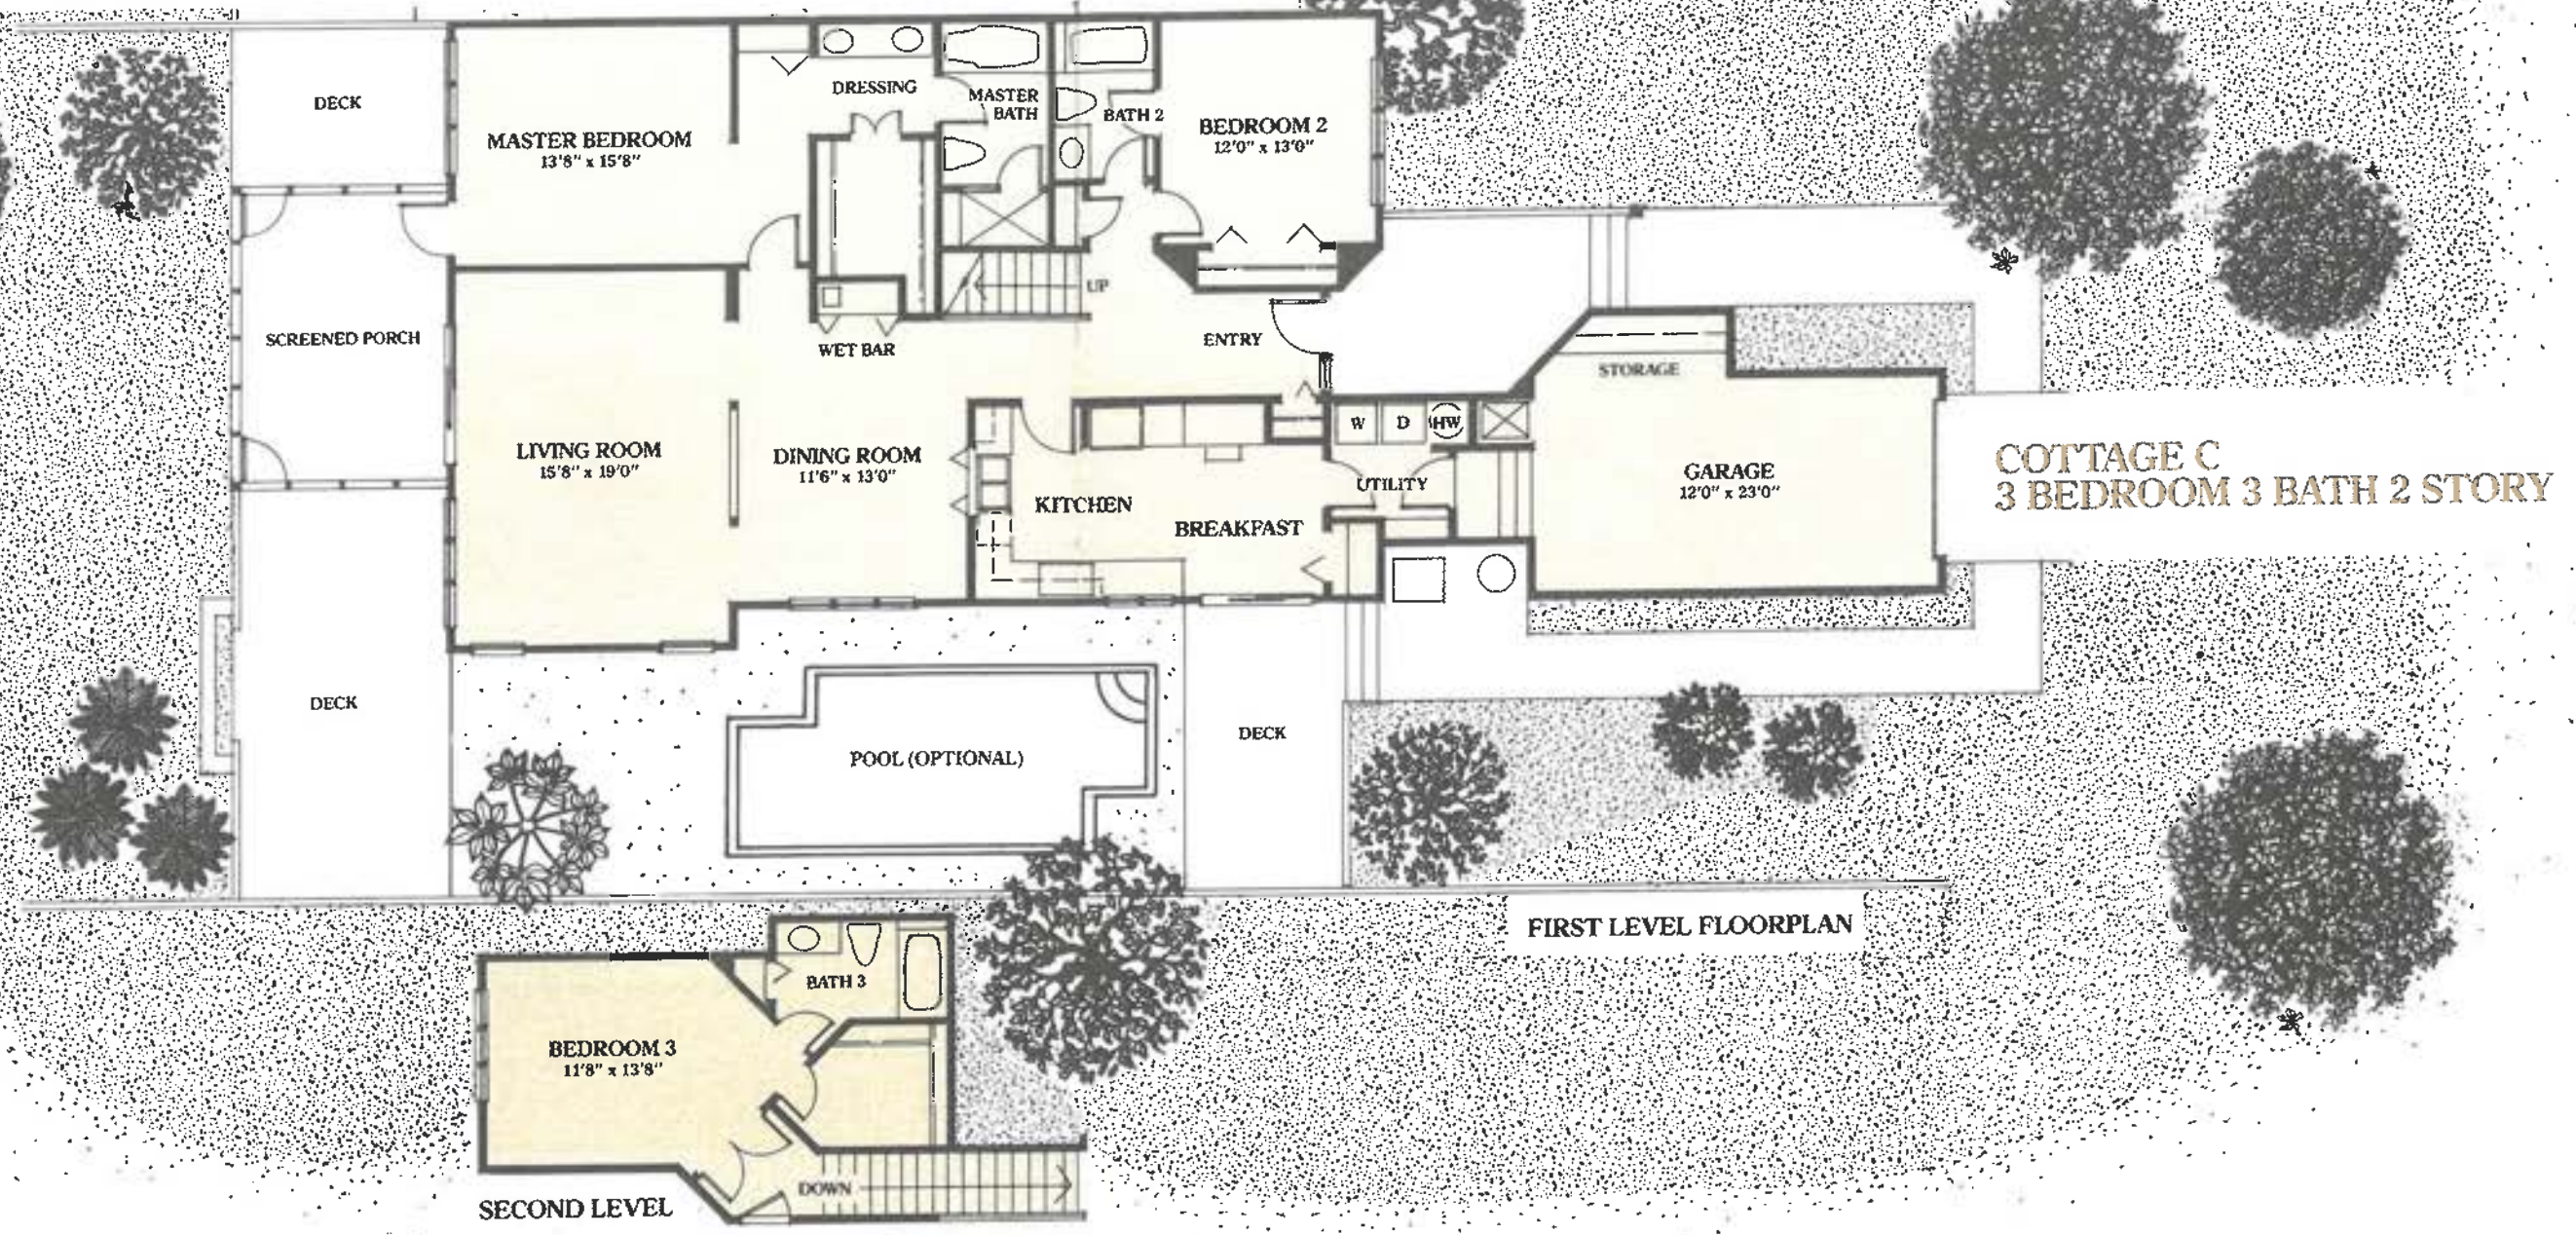 DECK
MASTER BEDROOM
13'8" x 15'8"
DRESSING
MASTER
BATH
BATH 2
BEDROOM 2
12'0" x 13'0"
UP
SCREENED PORCH
WET BAR
ENTRY
STORAGE
LIVING ROOM
15'8" x 19'0"
DINING ROOM
11'6" x 13'0"
KITCHEN
BREAKFAST
W
D
HW
UTILITY
GARAGE
12'0" x 23'0"
COTTAGE C
3 BEDROOM 3 BATH 2 STORY
DECK
POOL (OPTIONAL)
DECK
FIRST LEVEL FLOORPLAN
BATH 3
BEDROOM 3
11'8" x 13'8"
DOWN
SECOND LEVEL